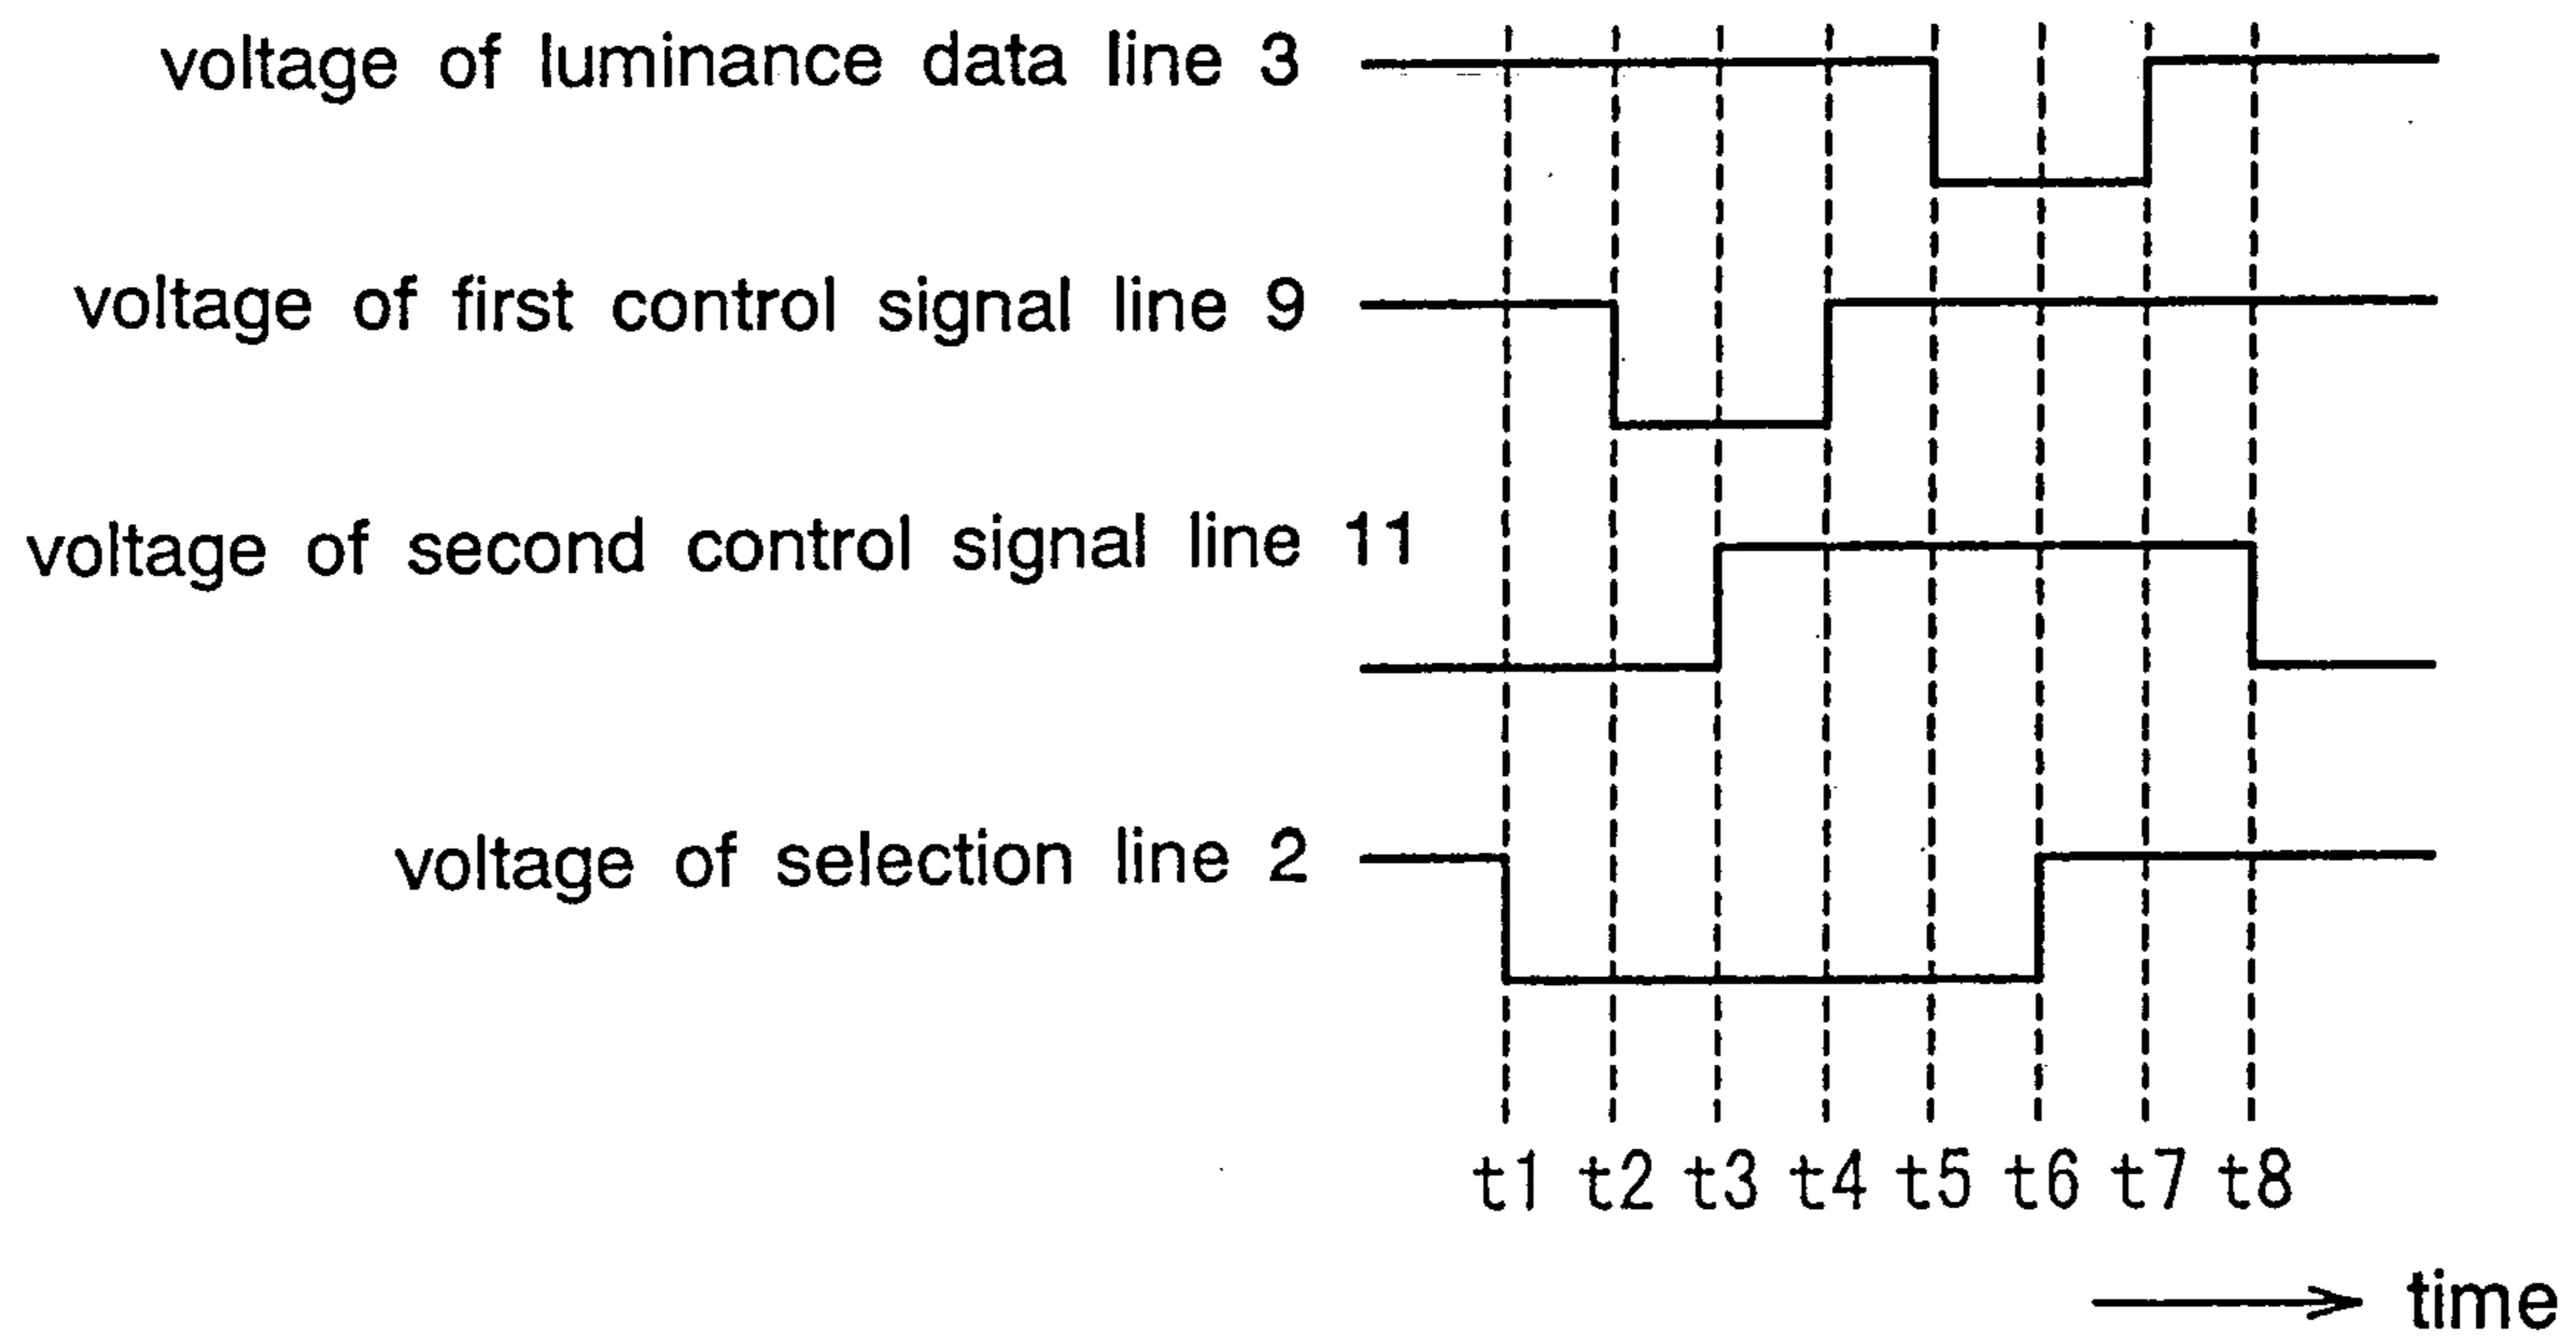 voltage of luminance data line 3
voltage of first control signal line 9
voltage of second control signal line 11
voltage of selection line 2
t1 t2 t3 t4 t5 t6 t7 t8
time